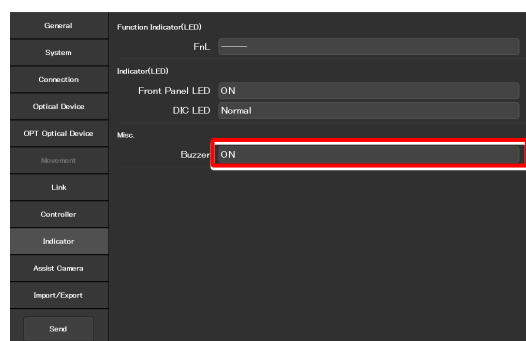 General
System
Connection
Optical Device
OPT Optical Device
Movement
Link
Controller
Indicator
Assist Camera
Import/Export
Send
Function Indicator(LED)
FnL ----
Indicator(LED)
Front Panel LED ON
DIC LED Normal
Misc.
Buzzer ON